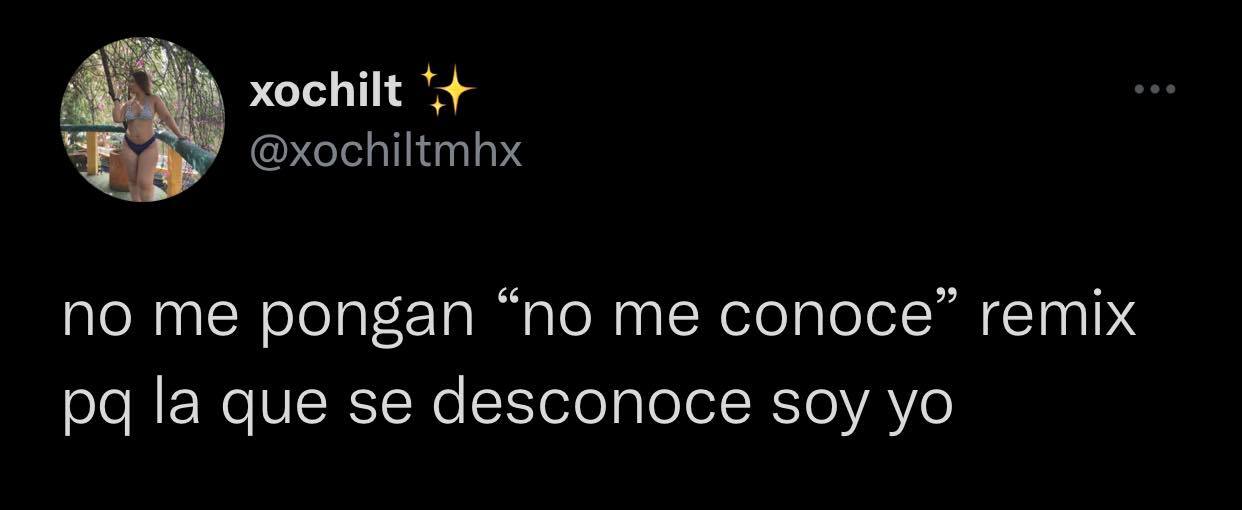 xochilt ✨
@xochiltmhx
no me pongan “no me conoce” remix
pq la que se desconoce soy yo